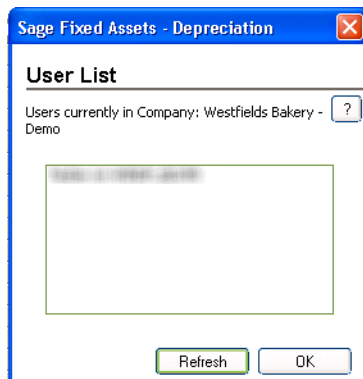 Sage Fixed Assets - Depreciation
User List
Users currently in Company: Westfields Bakery - ?
Demo
Refresh OK